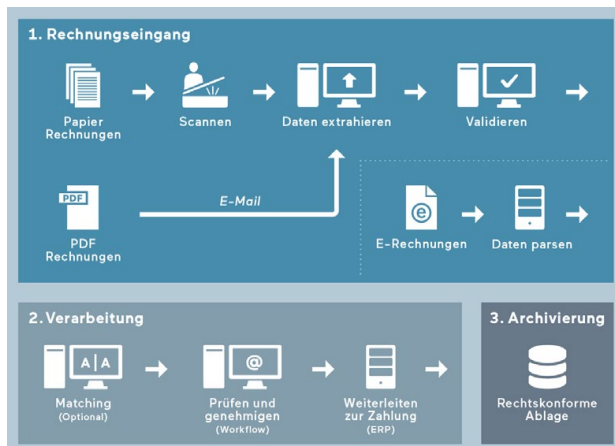 1. Rechnungseingang
Papier
Rechnungen
Scannen
Daten extrahieren
Validieren
PDF
E-Mail
PDF
Rechnungen
e
E-Rechnungen
Daten parsen
2. Verarbeitung
A|A
Matching
(Optional)
@
Prüfen und
genehmigen
(Workflow)
Weiterleiten
zur Zahlung
(ERP)
3. Archivierung
Rechtskonforme
Ablage